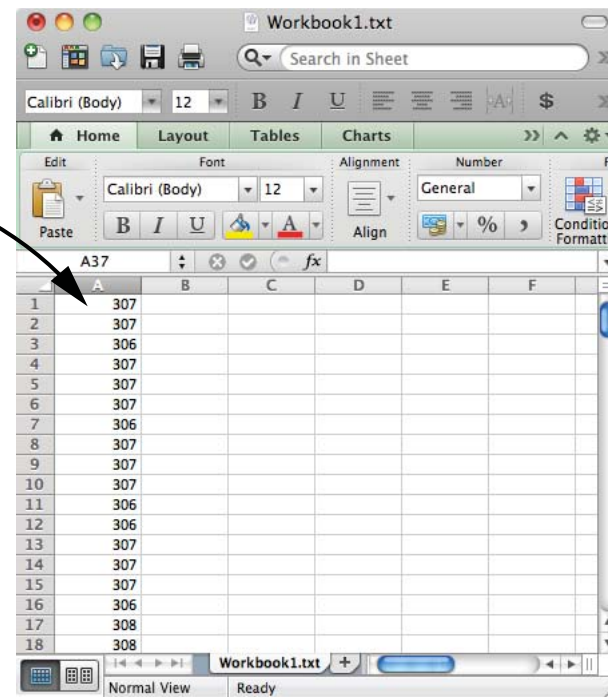 Workbook1.txt
Search in Sheet
Calibri (Body) 12 B I U A $
Home Layout Tables Charts
Edit Font Alignment Number
Calibri (Body) 12 General
Paste B I U A Align % , Conditio
Formatt
A37 fx
A B C D E F
1 307
2 307
3 306
4 307
5 307
6 307
7 306
8 307
9 307
10 307
11 306
12 306
13 307
14 307
15 307
16 306
17 308
18 308
Workbook1.txt +
Normal View Ready